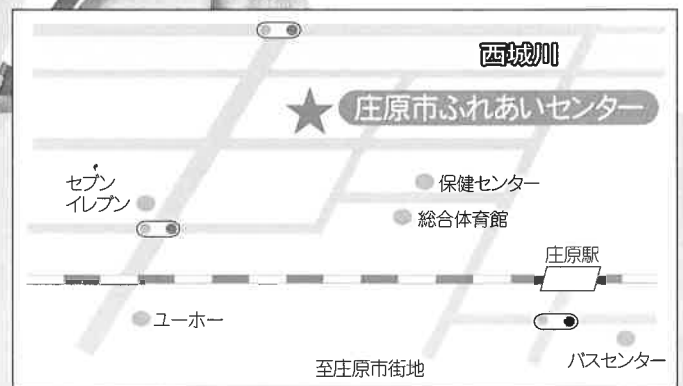 西城川
庄原市ふれあいセンター
セブン
イレブン
保健センター
総合体育館
庄原駅
ユーホー
バスセンター
至庄原市街地